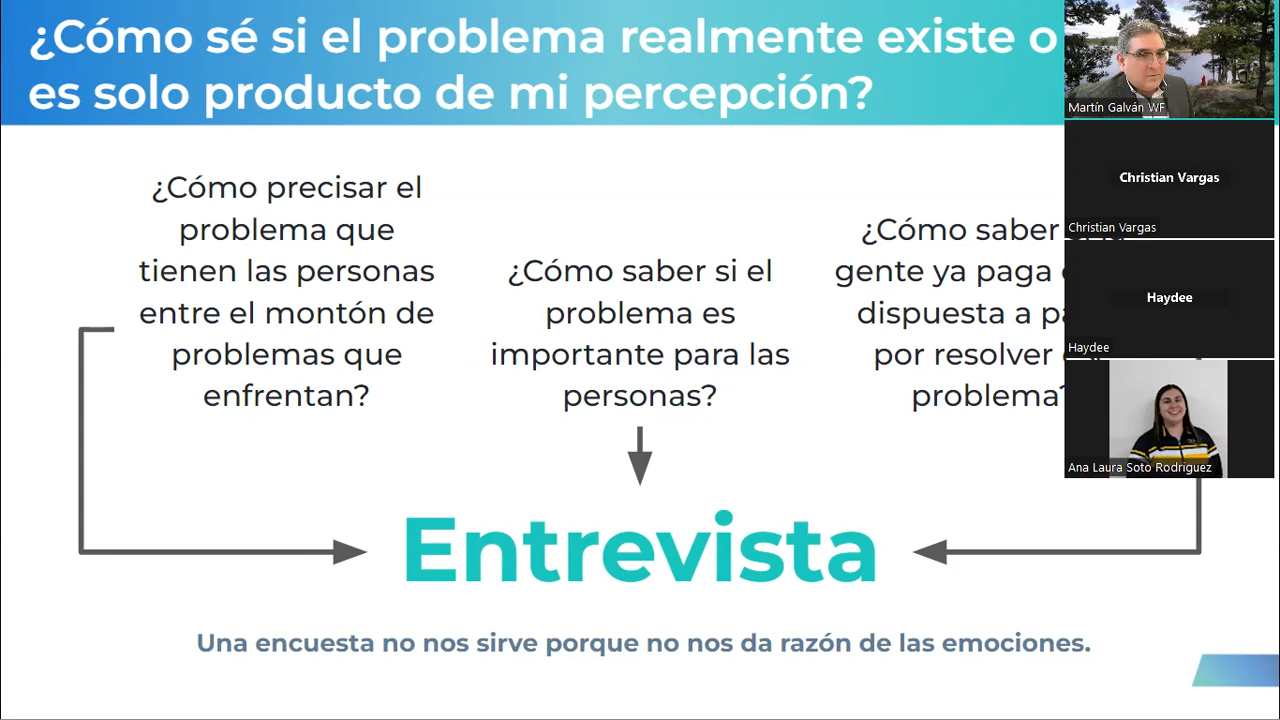 ¿Cómo sé si el problema realmente existe o
es solo producto de mi percepción?
¿Cómo precisar el
problema que
tienen las personas
entre el montón de
problemas que
enfrentan?
¿Cómo saber si el
problema es
importante para las
personas?
¿Cómo saber
gente ya paga
dispuesta a
por resolver
problema?
Entrevista
Una encuesta no nos sirve porque no nos da razón de las emociones.
Martín Galván WF
Christian Vargas
Christian Vargas
Haydee
Haydee
Ana Laura Soto Rodríguez